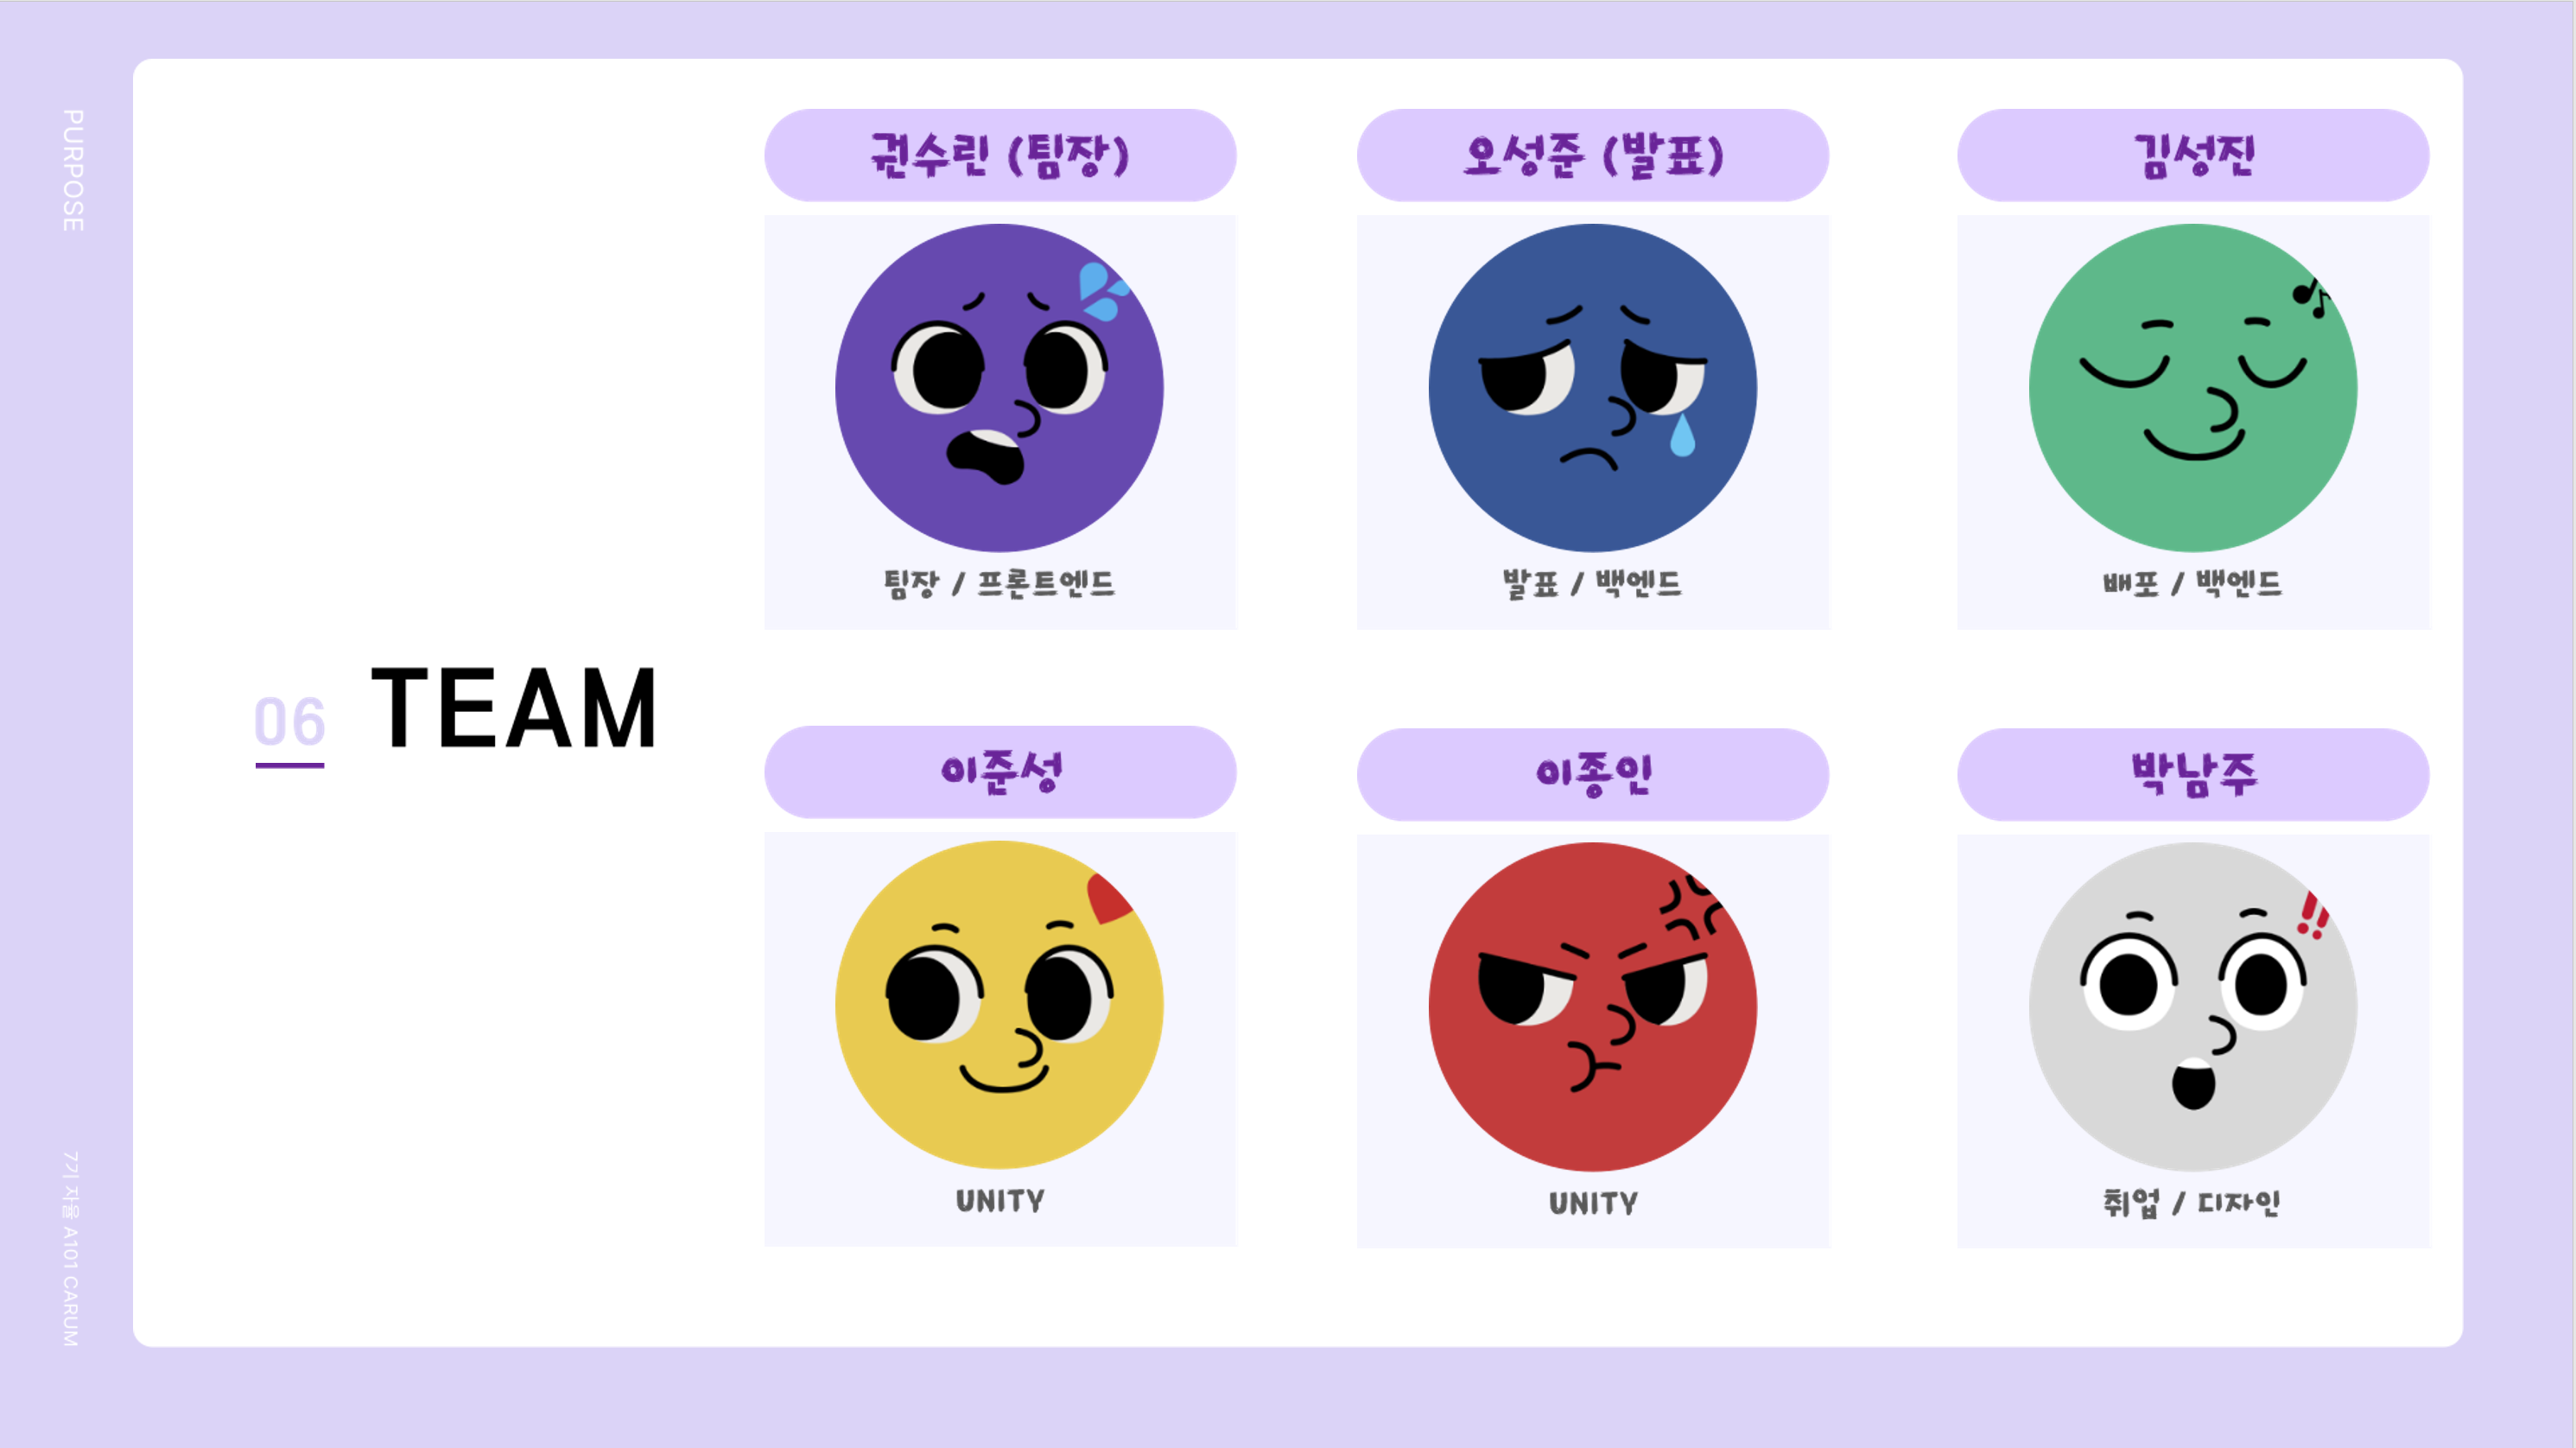 PURPOSE
7기 자율 A101 CARUM
06 TEAM
권수린 (팀장)
팀장 / 프론트엔드
오성준 (발표)
발표 / 백엔드
김성진
배포 / 백엔드
이준성
UNITY
이종인
UNITY
박남주
취업 / 디자인